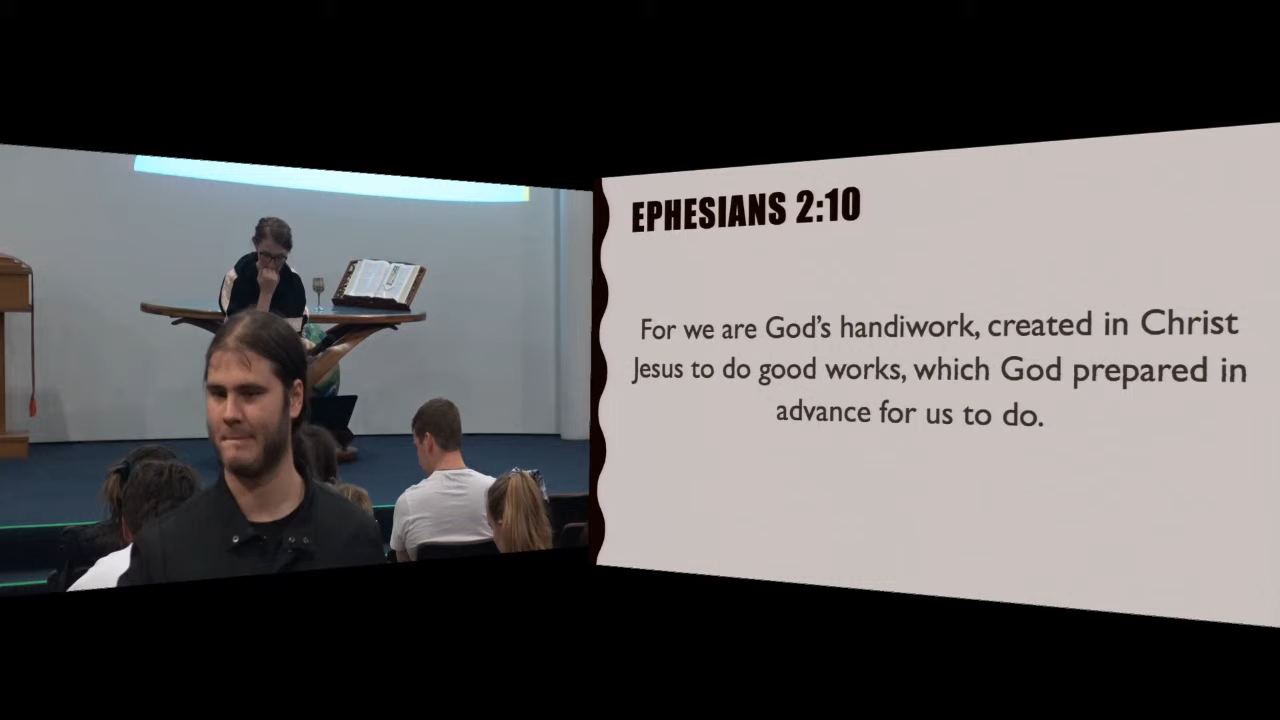 EPHESIANS 2:10
For we are God's handiwork, created in Christ
Jesus to do good works, which God prepared in
advance for us to do.